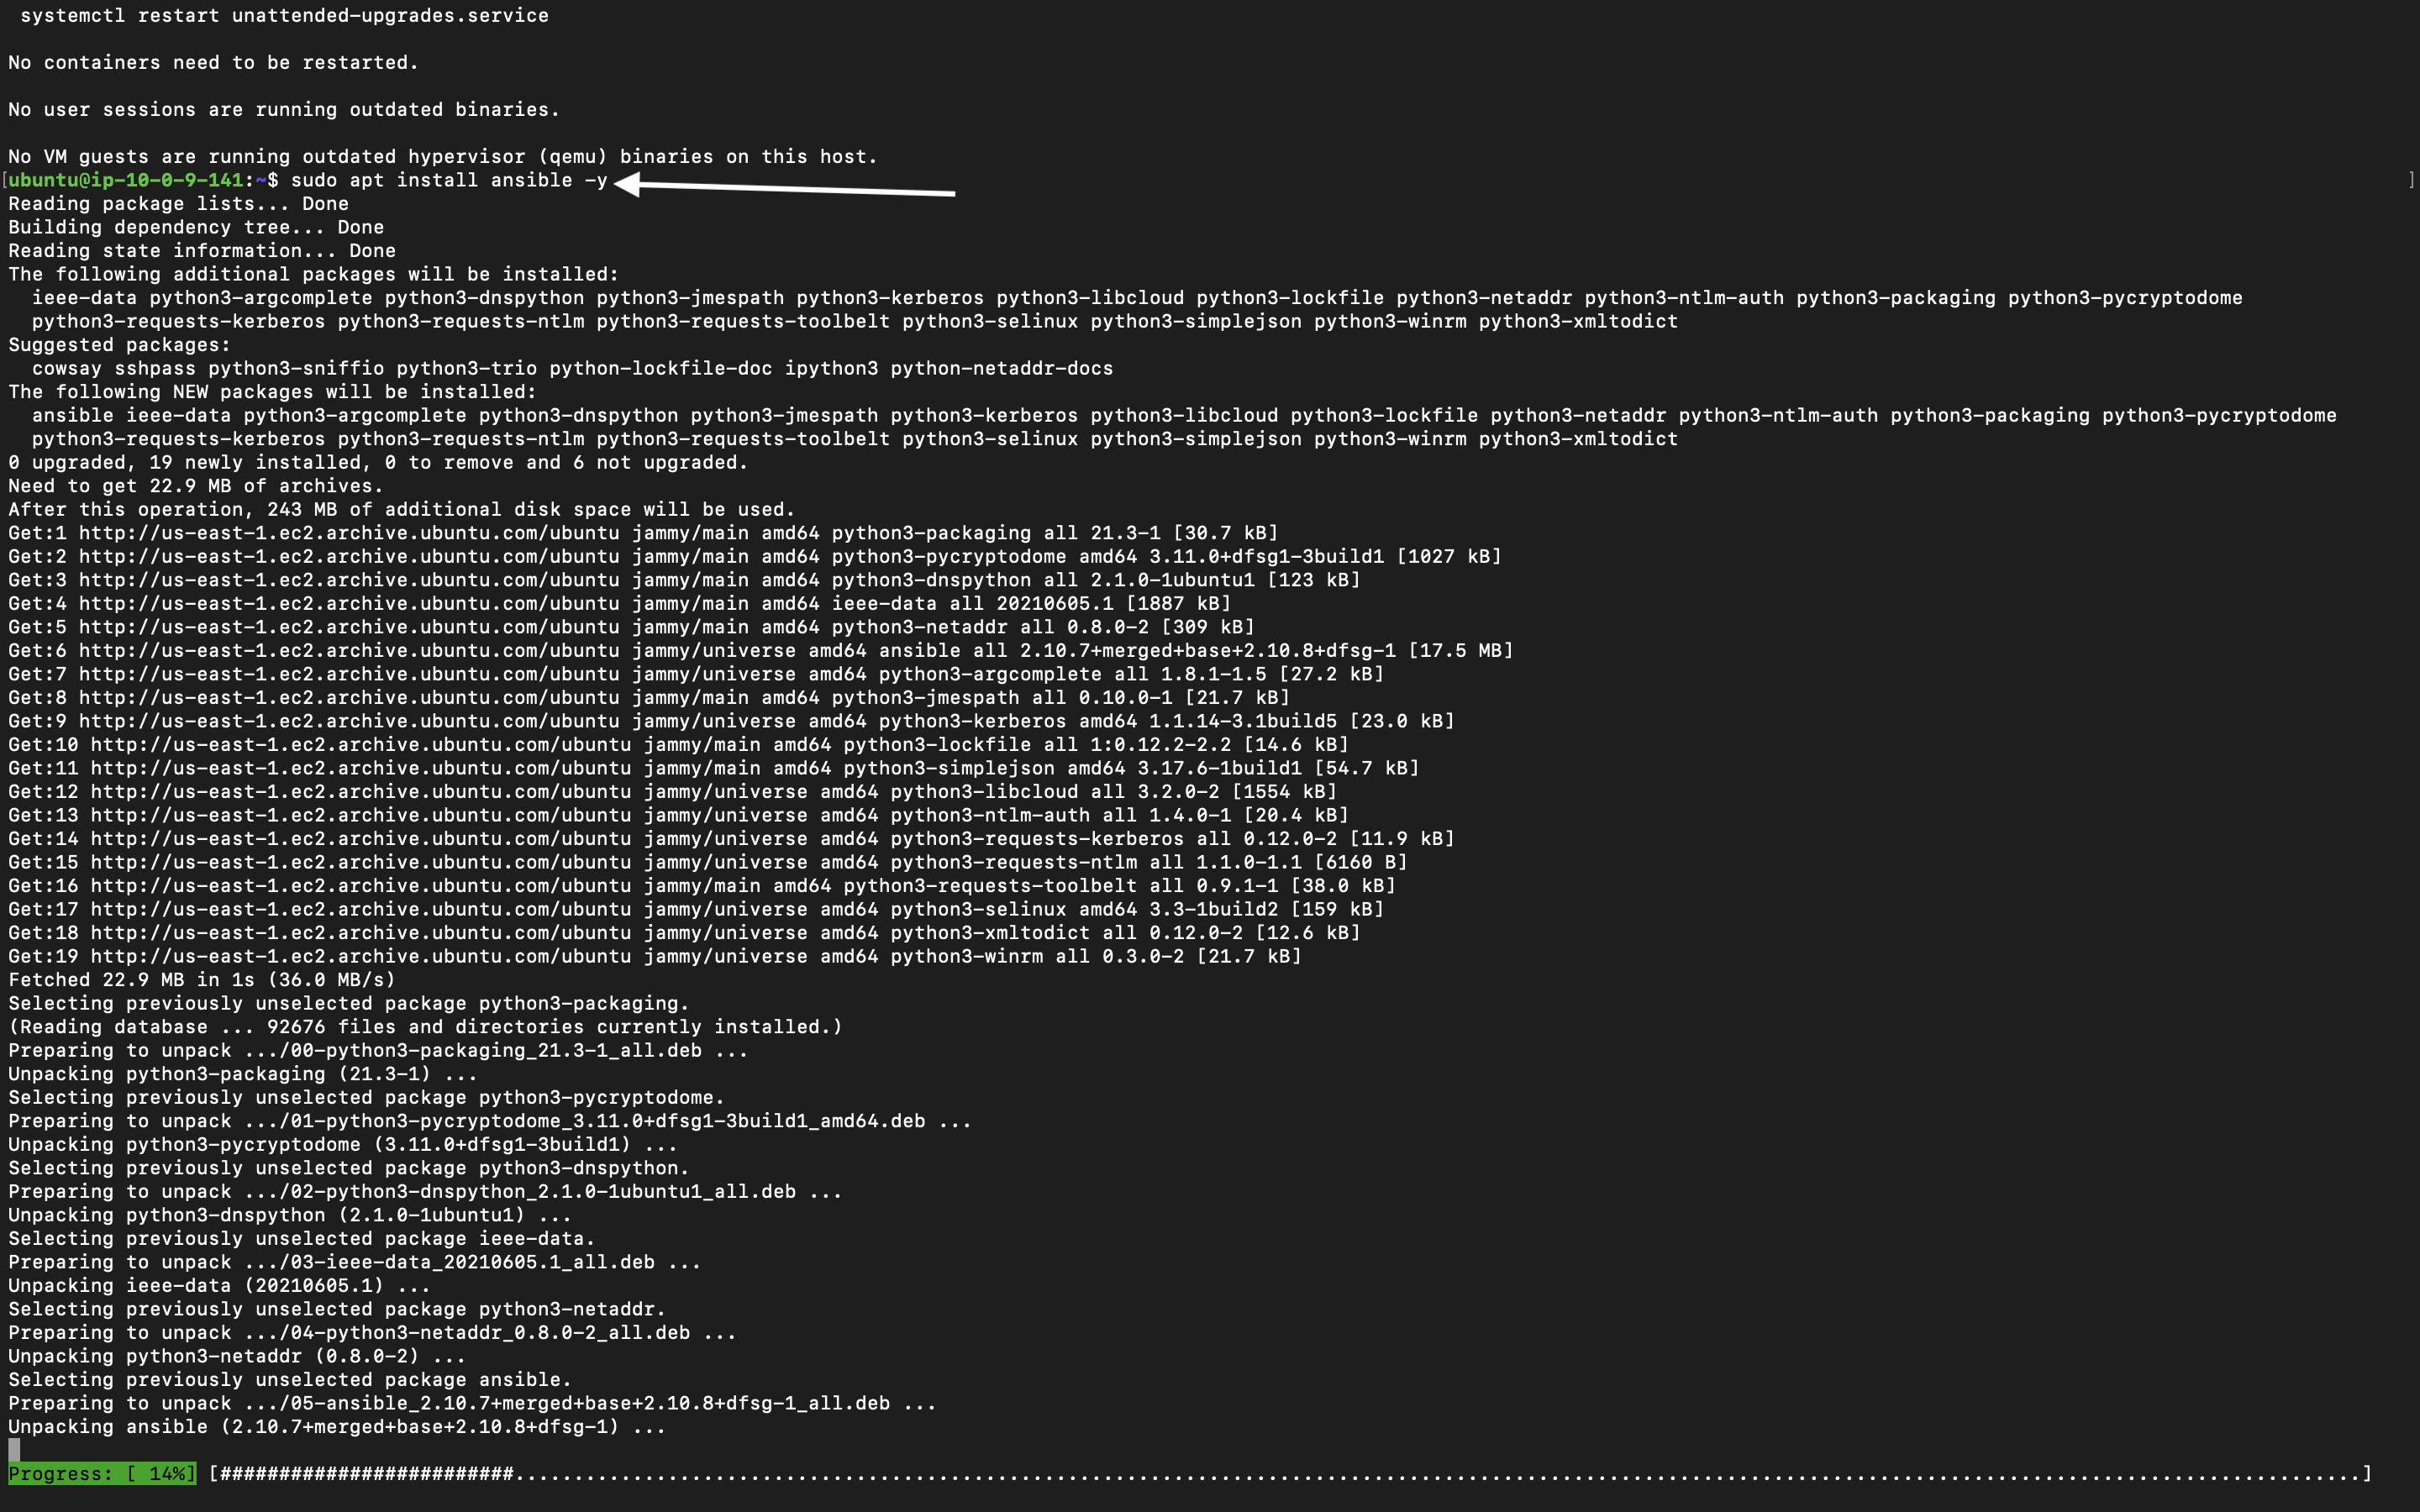 systemctl restart unattended-upgrades.service
No containers need to be restarted.
No user sessions are running outdated binaries.
No VM guests are running outdated hypervisor (qemu) binaries on this host.
[ubuntu@ip-10-0-9-141:~$ sudo apt install ansible -y ]
Reading package lists... Done
Building dependency tree... Done
Reading state information... Done
The following additional packages will be installed:
  ieee-data python3-argcomplete python3-dnspython python3-jmespath python3-kerberos python3-libcloud python3-lockfile python3-netaddr python3-ntlm-auth python3-packaging python3-pycryptodome
  python3-requests-kerberos python3-requests-ntlm python3-requests-toolbelt python3-selinux python3-simplejson python3-winrm python3-xmltodict
Suggested packages:
  cowsay sshpass python3-sniffio python3-trio python-lockfile-doc ipython3 python-netaddr-docs
The following NEW packages will be installed:
  ansible ieee-data python3-argcomplete python3-dnspython python3-jmespath python3-kerberos python3-libcloud python3-lockfile python3-netaddr python3-ntlm-auth python3-packaging python3-pycryptodome
  python3-requests-kerberos python3-requests-ntlm python3-requests-toolbelt python3-selinux python3-simplejson python3-winrm python3-xmltodict
0 upgraded, 19 newly installed, 0 to remove and 6 not upgraded.
Need to get 22.9 MB of archives.
After this operation, 243 MB of additional disk space will be used.
Get:1 http://us-east-1.ec2.archive.ubuntu.com/ubuntu jammy/main amd64 python3-packaging all 21.3-1 [30.7 kB]
Get:2 http://us-east-1.ec2.archive.ubuntu.com/ubuntu jammy/main amd64 python3-pycryptodome amd64 3.11.0+dfsg1-3build1 [1027 kB]
Get:3 http://us-east-1.ec2.archive.ubuntu.com/ubuntu jammy/main amd64 python3-dnspython all 2.1.0-1ubuntu1 [123 kB]
Get:4 http://us-east-1.ec2.archive.ubuntu.com/ubuntu jammy/main amd64 ieee-data all 20210605.1 [1887 kB]
Get:5 http://us-east-1.ec2.archive.ubuntu.com/ubuntu jammy/main amd64 python3-netaddr all 0.8.0-2 [309 kB]
Get:6 http://us-east-1.ec2.archive.ubuntu.com/ubuntu jammy/universe amd64 ansible all 2.10.7+merged+base+2.10.8+dfsg-1 [17.5 MB]
Get:7 http://us-east-1.ec2.archive.ubuntu.com/ubuntu jammy/universe amd64 python3-argcomplete all 1.8.1-1.5 [27.2 kB]
Get:8 http://us-east-1.ec2.archive.ubuntu.com/ubuntu jammy/main amd64 python3-jmespath all 0.10.0-1 [21.7 kB]
Get:9 http://us-east-1.ec2.archive.ubuntu.com/ubuntu jammy/universe amd64 python3-kerberos amd64 1.1.14-3.1build5 [23.0 kB]
Get:10 http://us-east-1.ec2.archive.ubuntu.com/ubuntu jammy/main amd64 python3-lockfile all 1:0.12.2-2.2 [14.6 kB]
Get:11 http://us-east-1.ec2.archive.ubuntu.com/ubuntu jammy/main amd64 python3-simplejson amd64 3.17.6-1build1 [54.7 kB]
Get:12 http://us-east-1.ec2.archive.ubuntu.com/ubuntu jammy/universe amd64 python3-libcloud all 3.2.0-2 [1554 kB]
Get:13 http://us-east-1.ec2.archive.ubuntu.com/ubuntu jammy/universe amd64 python3-ntlm-auth all 1.4.0-1 [20.4 kB]
Get:14 http://us-east-1.ec2.archive.ubuntu.com/ubuntu jammy/universe amd64 python3-requests-kerberos all 0.12.0-2 [11.9 kB]
Get:15 http://us-east-1.ec2.archive.ubuntu.com/ubuntu jammy/universe amd64 python3-requests-ntlm all 1.1.0-1.1 [6160 B]
Get:16 http://us-east-1.ec2.archive.ubuntu.com/ubuntu jammy/main amd64 python3-requests-toolbelt all 0.9.1-1 [38.0 kB]
Get:17 http://us-east-1.ec2.archive.ubuntu.com/ubuntu jammy/universe amd64 python3-selinux amd64 3.3-1build2 [159 kB]
Get:18 http://us-east-1.ec2.archive.ubuntu.com/ubuntu jammy/universe amd64 python3-xmltodict all 0.12.0-2 [12.6 kB]
Get:19 http://us-east-1.ec2.archive.ubuntu.com/ubuntu jammy/universe amd64 python3-winrm all 0.3.0-2 [21.7 kB]
Fetched 22.9 MB in 1s (36.0 MB/s)
Selecting previously unselected package python3-packaging.
(Reading database ... 92676 files and directories currently installed.)
Preparing to unpack .../00-python3-packaging_21.3-1_all.deb ...
Unpacking python3-packaging (21.3-1) ...
Selecting previously unselected package python3-pycryptodome.
Preparing to unpack .../01-python3-pycryptodome_3.11.0+dfsg1-3build1_amd64.deb ...
Unpacking python3-pycryptodome (3.11.0+dfsg1-3build1) ...
Selecting previously unselected package python3-dnspython.
Preparing to unpack .../02-python3-dnspython_2.1.0-1ubuntu1_all.deb ...
Unpacking python3-dnspython (2.1.0-1ubuntu1) ...
Selecting previously unselected package ieee-data.
Preparing to unpack .../03-ieee-data_20210605.1_all.deb ...
Unpacking ieee-data (20210605.1) ...
Selecting previously unselected package python3-netaddr.
Preparing to unpack .../04-python3-netaddr_0.8.0-2_all.deb ...
Unpacking python3-netaddr (0.8.0-2) ...
Selecting previously unselected package ansible.
Preparing to unpack .../05-ansible_2.10.7+merged+base+2.10.8+dfsg-1_all.deb ...
Unpacking ansible (2.10.7+merged+base+2.10.8+dfsg-1) ...
Progress: [ 14%] [#########################.............................................................................................................................................................]